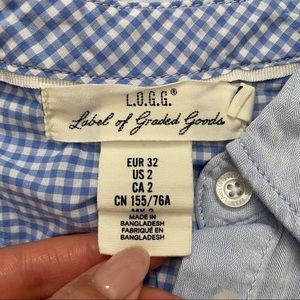 L.O.G.G.®
Label of Graded Goods
EUR 32
US 2
CA 2
CN 155/76A
MADE IN
BANGLADESH
FABRIQUÉ EN
BANGLADESH